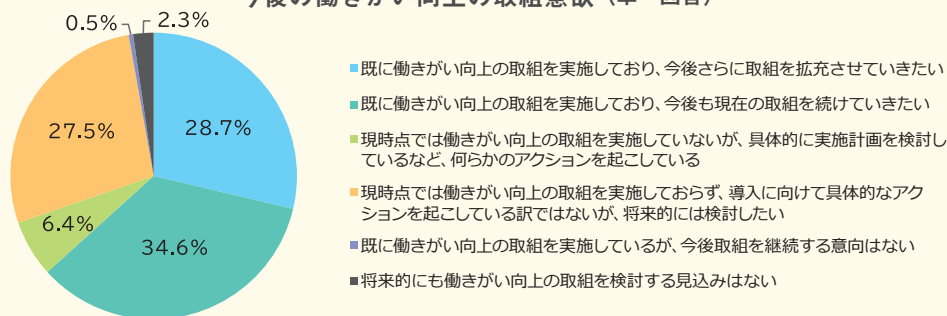 今後の働きがい向上の取組意欲（単一回答）
0.5%
2.3%
27.5%
28.7%
6.4%
34.6%
既に働きがい向上の取組を実施しており、今後さらに取組を拡充させていきたい
既に働きがい向上の取組を実施しており、今後も現在の取組を続けていきたい
現時点では働きがい向上の取組を実施していないが、具体的に実施計画を検討し
ているなど、何らかのアクションを起こしている
現時点では働きがい向上の取組を実施しておらず、導入に向けて具体的なアク
ションを起こしている訳ではないが、将来的には検討したい
既に働きがい向上の取組を実施しているが、今後取組を継続する意向はない
将来的にも働きがい向上の取組を検討する見込みはない